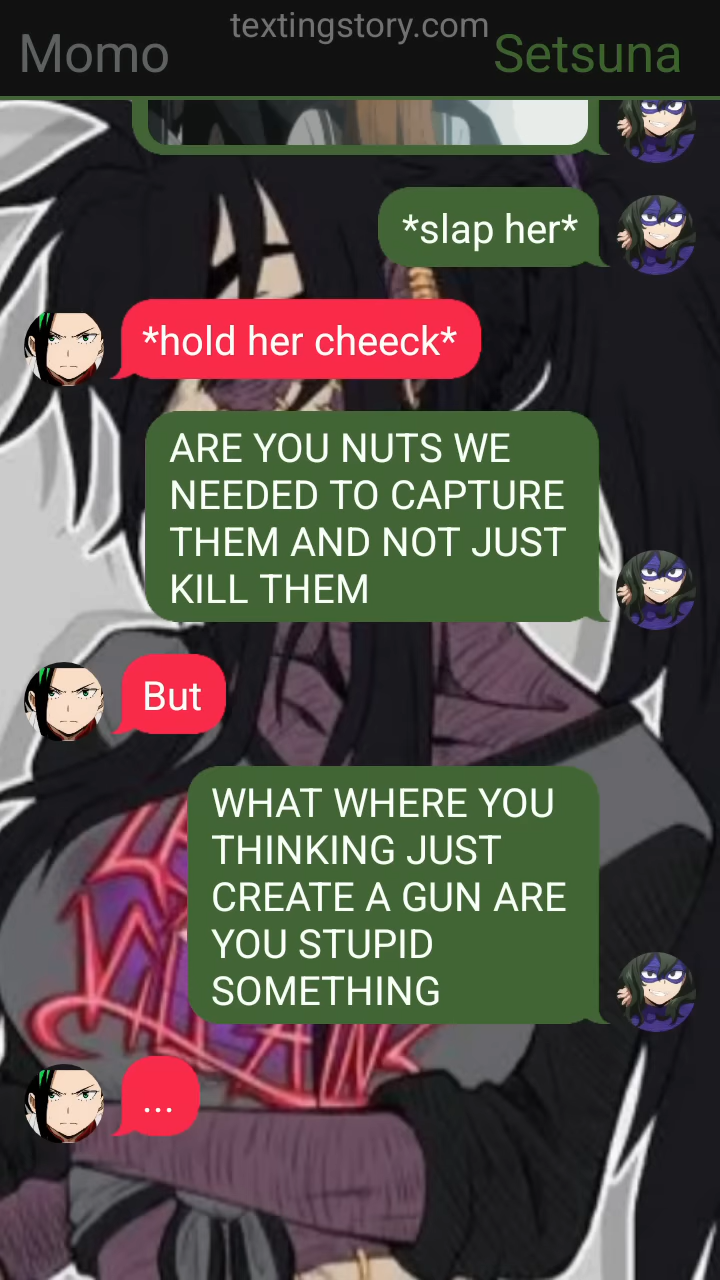 textingstory.com
Momo
Setsuna
*slap her*
*hold her cheeck*
ARE YOU NUTS WE
NEEDED TO CAPTURE
THEM AND NOT JUST
KILL THEM
But
WHAT WHERE YOU
THINKING JUST
CREATE A GUN ARE
YOU STUPID
SOMETHING
...